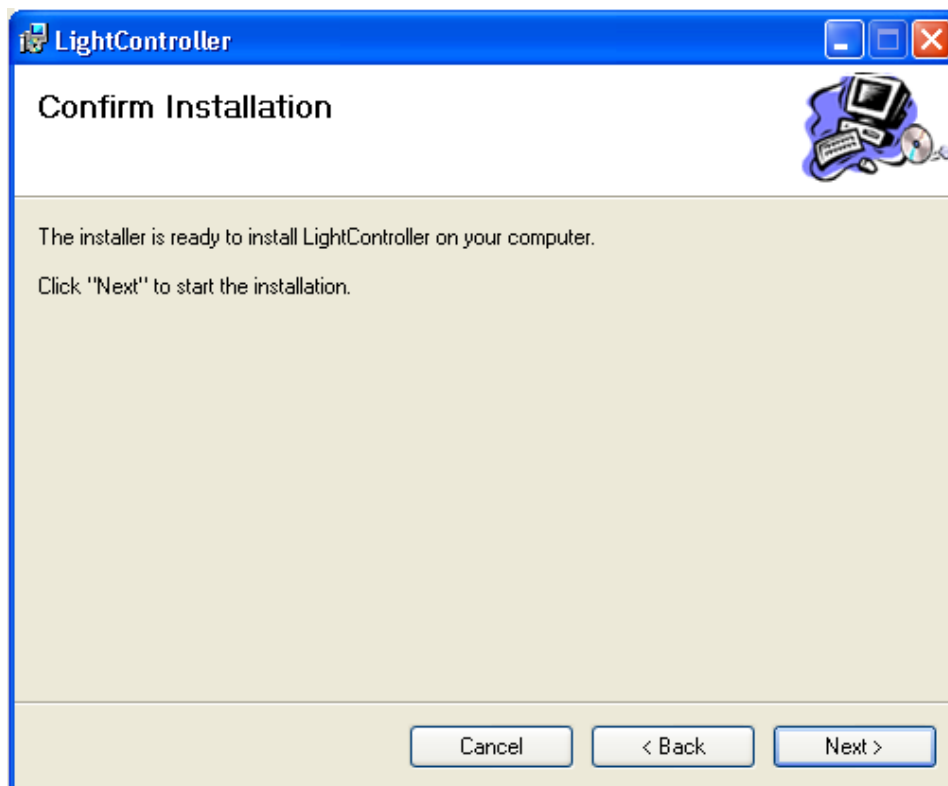 LightController
Confirm Installation
The installer is ready to install LightController on your computer.
Click "Next" to start the installation.
Cancel
< Back
Next >